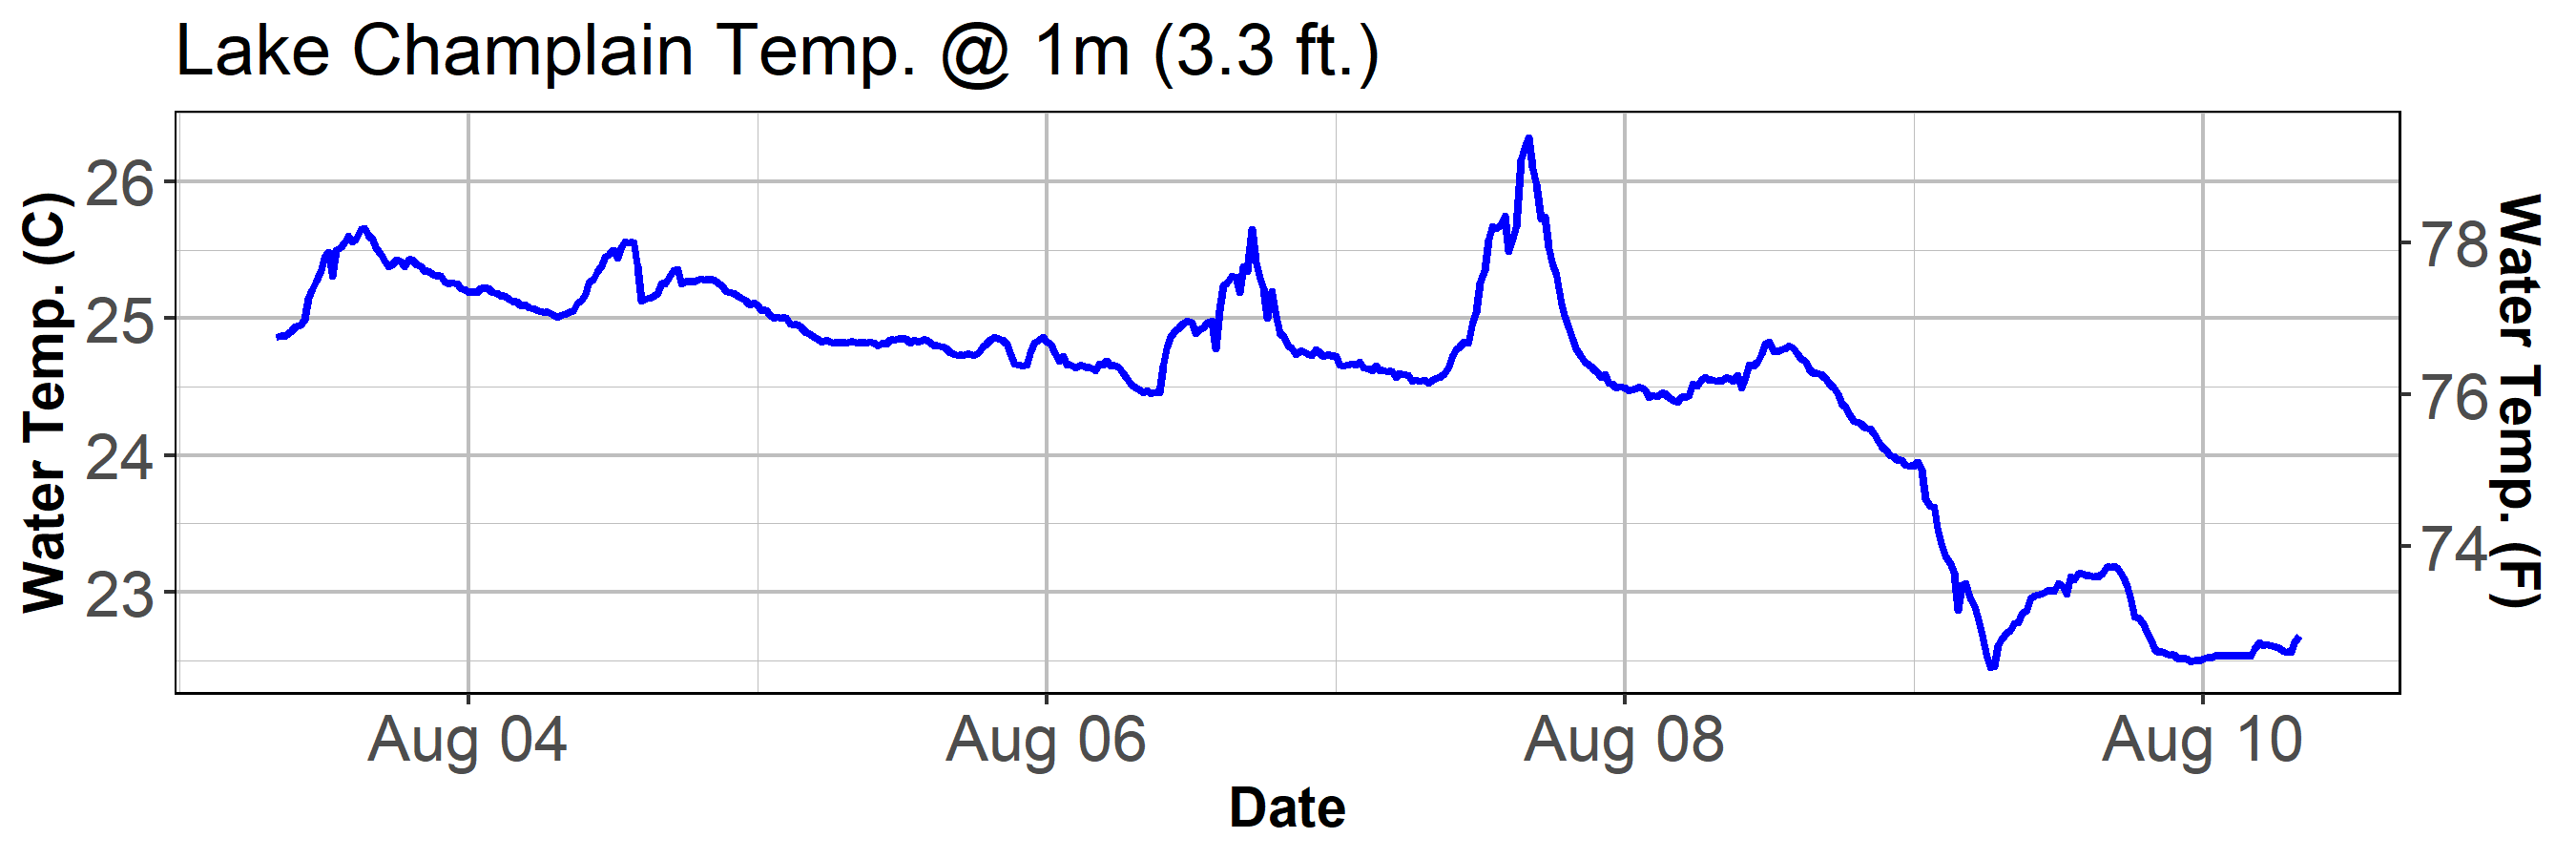 Lake Champlain Temp. @ 1m (3.3 ft.)
Water Temp. (C)
26
25
24
23
78
76
74
Water Temp. (F)
Aug 04
Aug 06
Aug 08
Aug 10
Date